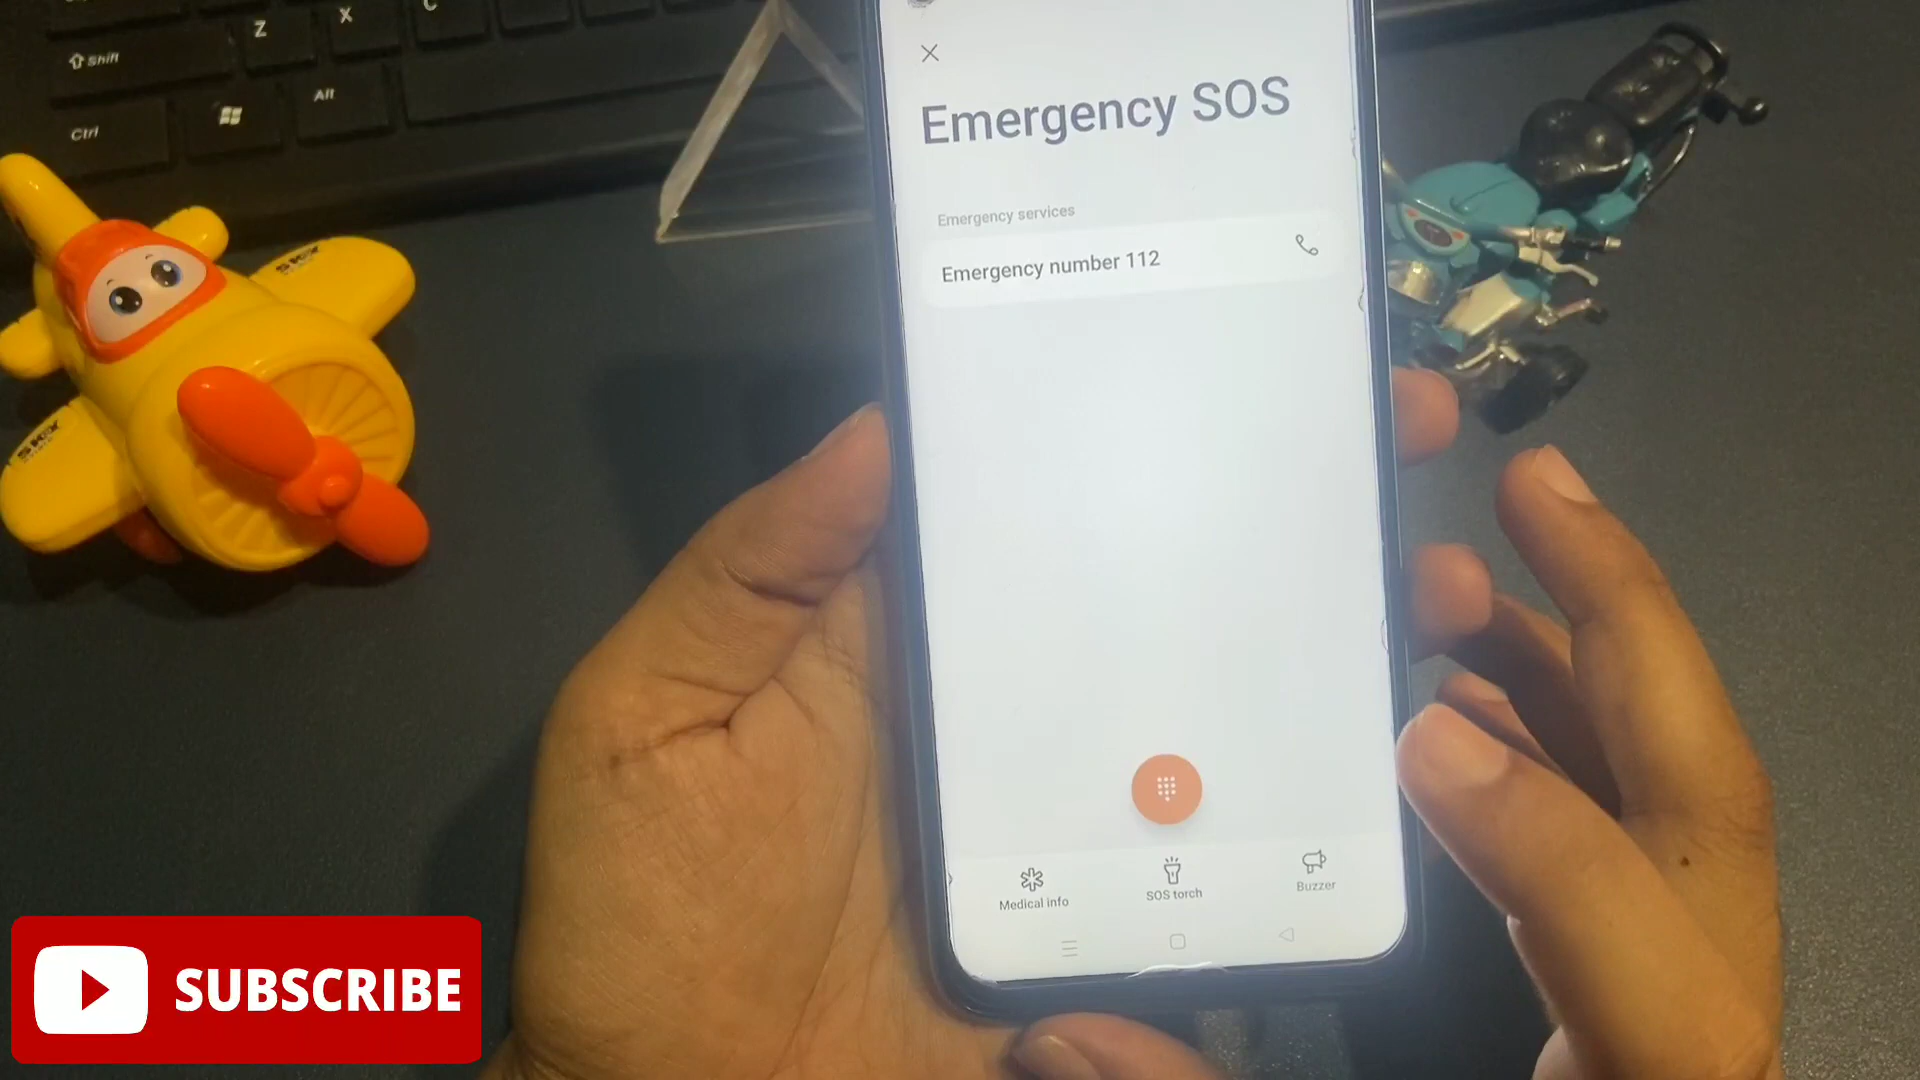 Z
X
C
Shift
Alt
Ctrl
Emergency SOS
Emergency services
Emergency number 112
Medical info
SOS torch
Buzzer
SUBSCRIBE